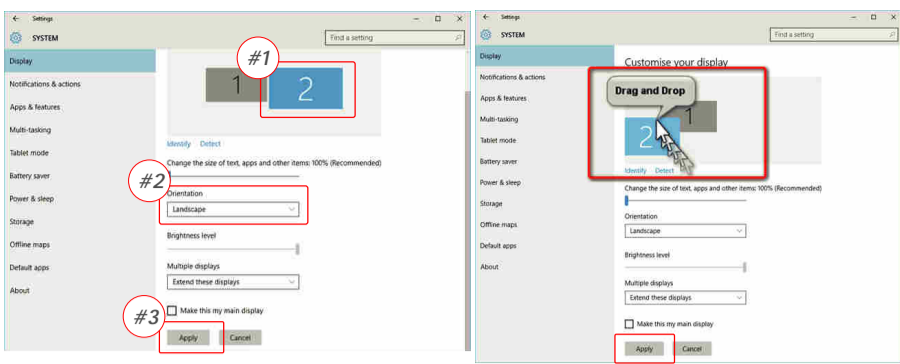 Settings
SYSTEM
Find a setting
Display
Notifications & actions
Apps & features
Multi-tasking
Tablet mode
Battery saver
Power & sleep
Storage
Offline maps
Default apps
About
#1
1
2
Identify Detect
Change the size of text, apps and other items: 100% (Recommended)
#2
Orientation
Landscape
Brightness level
Multiple displays
Extend these displays
Make this my main display
#3
Apply Cancel
Settings
SYSTEM
Find a setting
Display
Notifications & actions
Apps & features
Multi-tasking
Tablet mode
Battery saver
Power & sleep
Storage
Offline maps
Default apps
About
Customise your display
Drag and Drop
1
2
Identify Detect
Change the size of text, apps and other items: 100% (Recommended)
Orientation
Landscape
Brightness level
Multiple displays
Extend these displays
Make this my main display
Apply Cancel